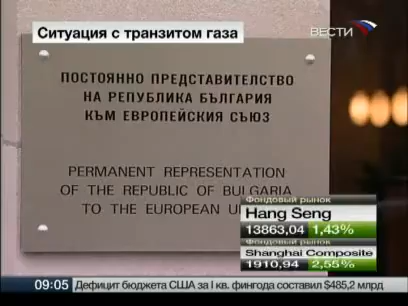 Ситуация с транзитом газа
ВЕСТИ
ПОСТОЯННО ПРЕДСТАВИТЕЛСТВО
НА РЕПУБЛИКА БЪЛГАРИЯ
КЪМ ЕВРОПЕЙСКИЯ СЪЮЗ
PERMANENT REPRESENTATION
OF THE REPUBLIC OF BULGARIA
TO THE EUROPEAN
Фондовый рынок
Hang Seng
13863,04 1,43%
Фондовый рынок
Shanghai Composite
1910,94 2,55%
09:05 Дефицит бюджета США за I кв. фингода составил $485,2 млрд